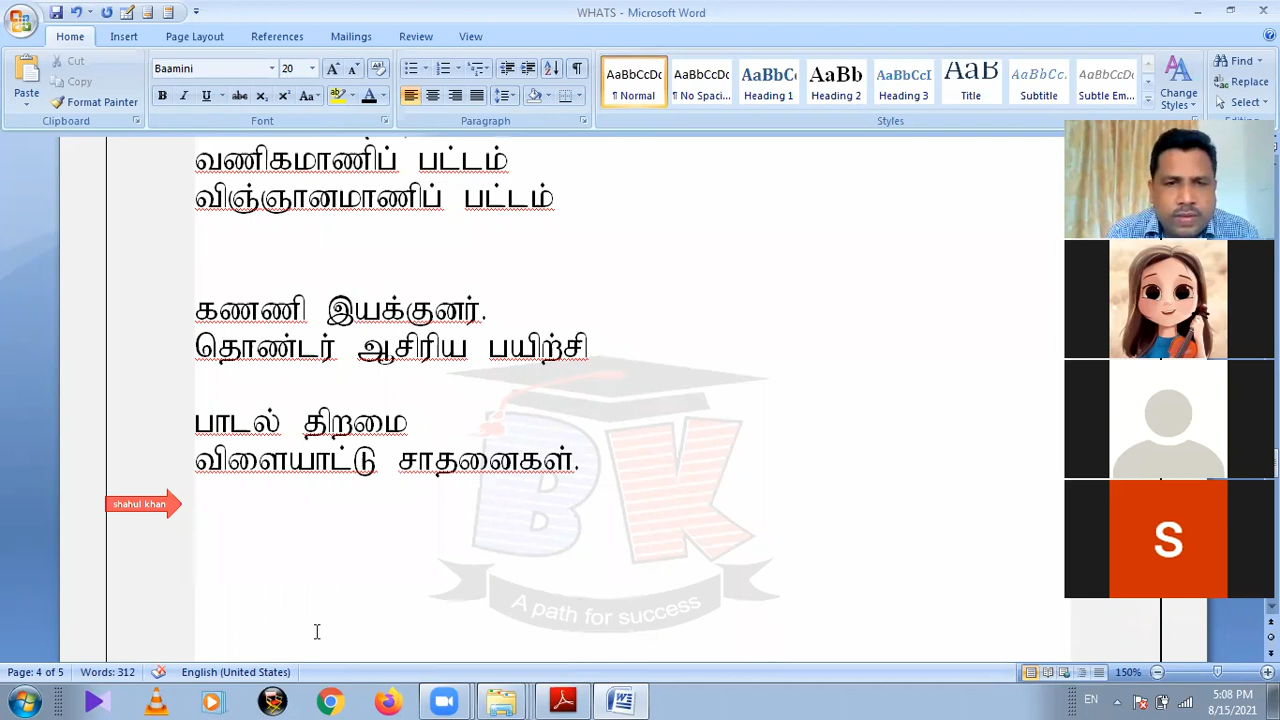 WHATS - Microsoft Word
Home Insert Page Layout References Mailings Review View
Paste Cut Copy Format Painter Clipboard
Baamini 20 Font
Paragraph
AaBbCcDc ¶ Normal AaBbCcDc ¶ No Spaci... AaBbC Heading 1 AaBb Heading 2 AaBbCcI Heading 3 AaB Title AaBbCcI Subtitle AaBbCcDc Subtle Em... Change Styles Styles
Find Replace Select
வணிகமாணிப் பட்டம்
விஞ்ஞானமாணிப் பட்டம்
கணணி இயக்குனர்.
தொண்டர் ஆசிரிய பயிற்சி
பாடல் திறமை
விளையாட்டு சாதனைகள்.
shahul khan
BK
A path for success
S
Page: 4 of 5 Words: 312 English (United States) 150%
EN 5:08 PM
8/15/2021